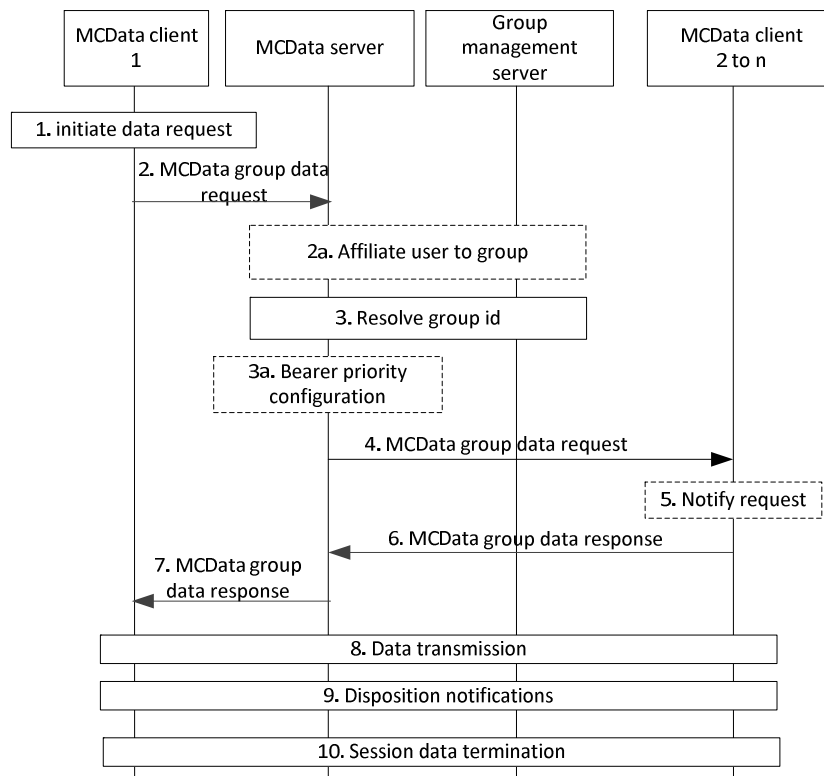 MCData client
1
MCData server
Group
management
server
MCData client
2 to n
1. initiate data request
2. MCData group data
request
2a. Affiliate user to group
3. Resolve group id
3a. Bearer priority
configuration
4. MCData group data request
5. Notify request
6. MCData group data response
7. MCData group
data response
8. Data transmission
9. Disposition notifications
10. Session data termination